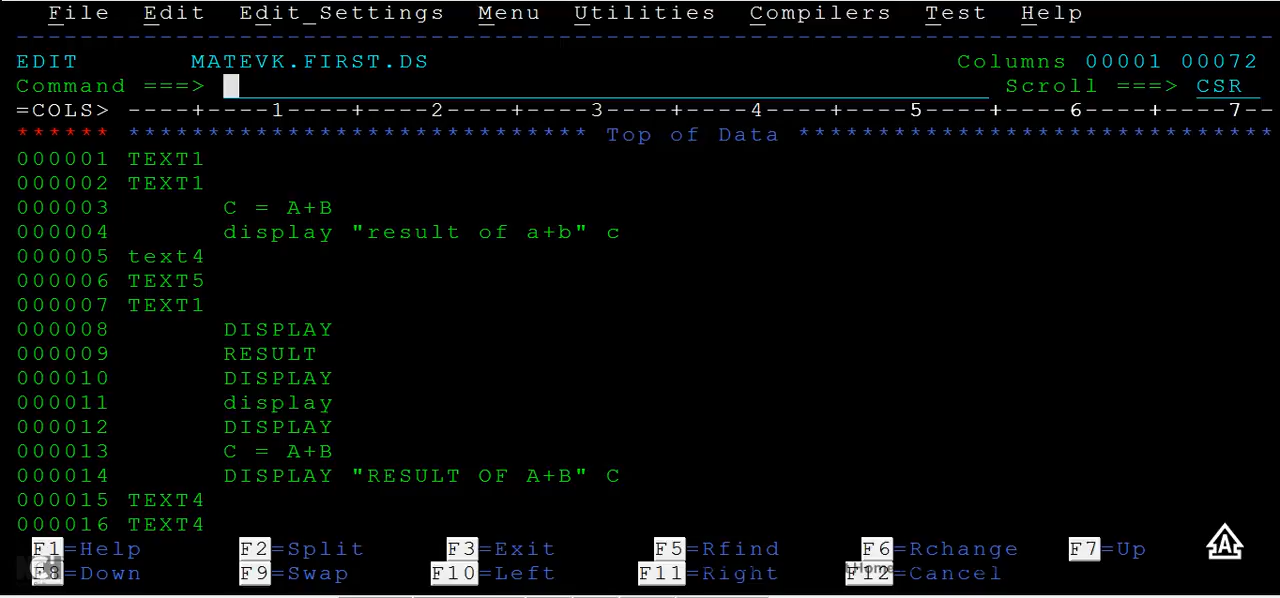 File Edit Edit_Settings Menu Utilities Compilers Test Help
EDIT MATEVK.FIRST.DS Columns 00001 00072
Command ===> Scroll ===> CSR
=COLS> ----+----1----+----2----+----3----+----4----+----5----+----6----+----7--
****** ***************************** Top of Data ******************************
000001 TEXT1
000002 TEXT1
000003 C = A+B
000004 display "result of a+b" c
000005 text4
000006 TEXT5
000007 TEXT1
000008 DISPLAY
000009 RESULT
000010 DISPLAY
000011 display
000012 DISPLAY
000013 C = A+B
000014 DISPLAY "RESULT OF A+B" C
000015 TEXT4
000016 TEXT4
F1=Help F2=Split F3=Exit F5=Rfind F6=Rchange F7=Up
F8=Down F9=Swap F10=Left F11=Right F12=Cancel
Home
A